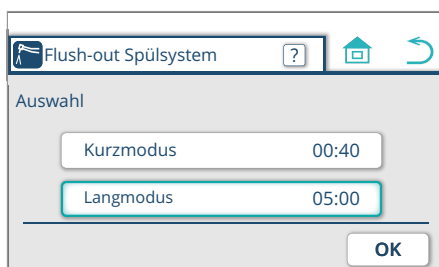 Flush-out Spülsystem ?
Auswahl
Kurzmodus 00:40
Langmodus 05:00
OK